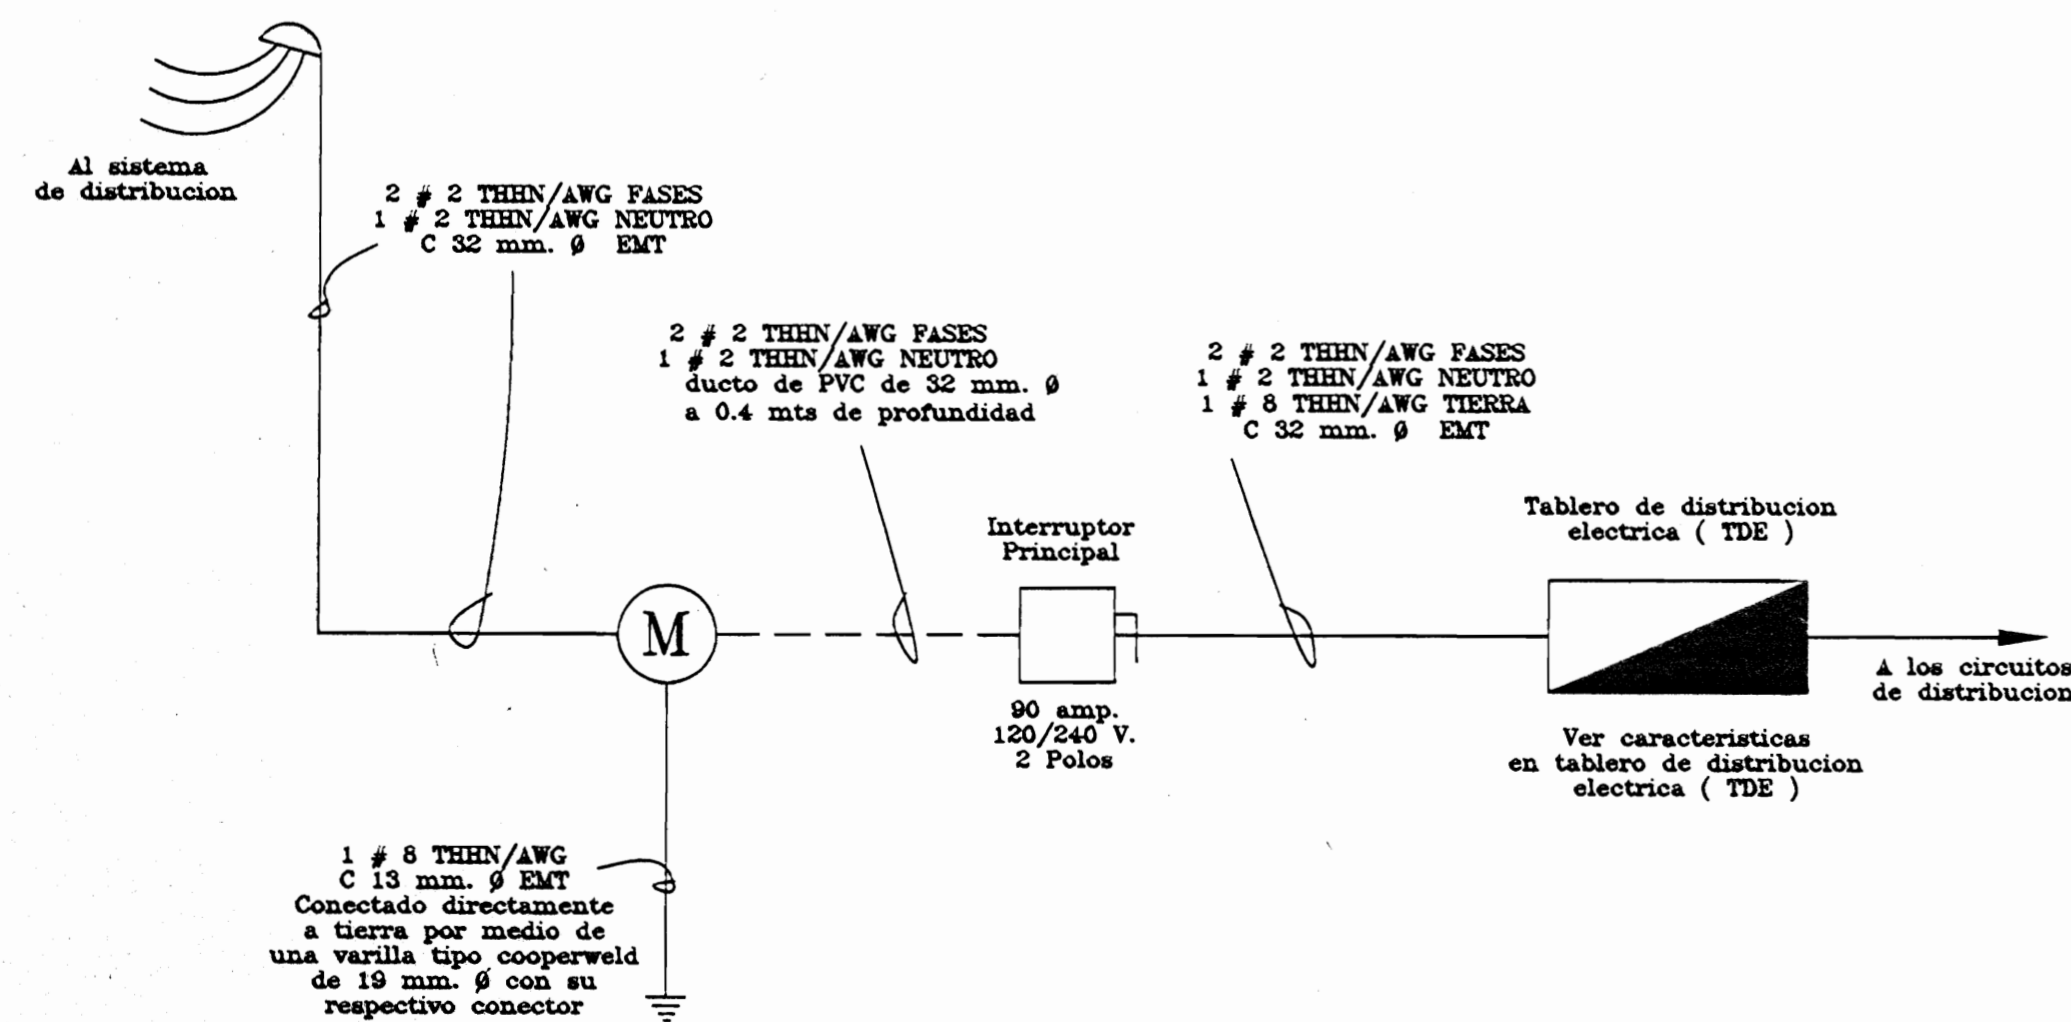 Al sistema
de distribucion
2 # 2 THHN/AWG FASES
1 # 2 THHN/AWG NEUTRO
C 32 mm. Ø EMT
2 # 2 THHN/AWG FASES
1 # 2 THHN/AWG NEUTRO
ducto de PVC de 32 mm. Ø
a 0.4 mts de profundidad
2 # 2 THHN/AWG FASES
1 # 2 THHN/AWG NEUTRO
1 # 8 THHN/AWG TIERRA
C 32 mm. Ø EMT
Interruptor
Principal
Tablero de distribucion
electrica ( TDE )
M
90 amp.
120/240 V.
2 Polos
A los circuitos
de distribucion
Ver caracteristicas
en tablero de distribucion
electrica ( TDE )
1 # 8 THHN/AWG
C 13 mm. Ø EMT
Conectado directamente
a tierra por medio de
una varilla tipo cooperweld
de 19 mm. Ø con su
respectivo conector